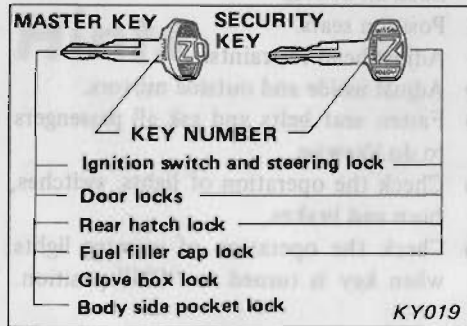 MASTER KEY
SECURITY KEY
KEY NUMBER
Ignition switch and steering lock
Door locks
Rear hatch lock
Fuel filler cap lock
Glove box lock
Body side pocket lock
KY019